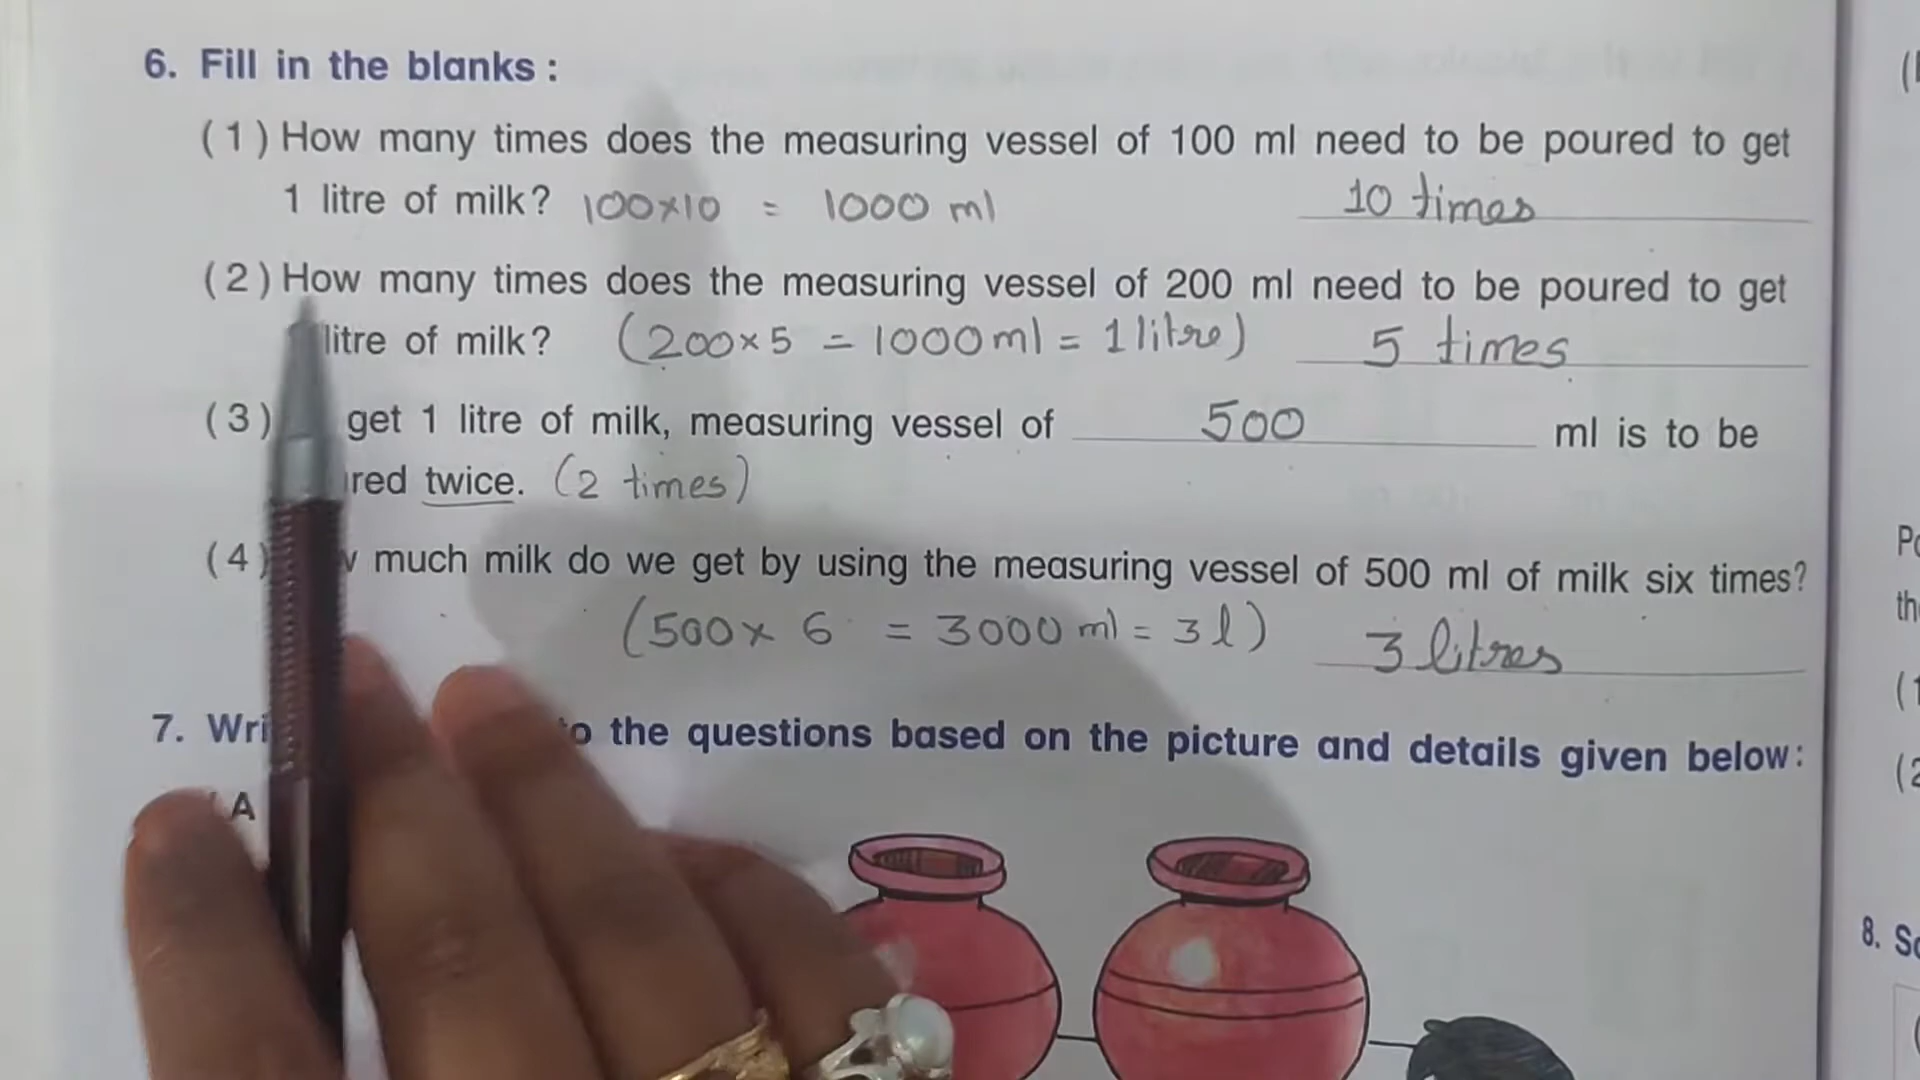 6. Fill in the blanks :
(1) How many times does the measuring vessel of 100 ml need to be poured to get
1 litre of milk? 100×10 = 1000 ml 10 times
(2) How many times does the measuring vessel of 200 ml need to be poured to get
litre of milk? (200×5 = 1000ml = 1 litre) 5 times
(3) get 1 litre of milk, measuring vessel of 500 ml is to be
red twice. (2 times)
(4) much milk do we get by using the measuring vessel of 500 ml of milk six times?
(500× 6 = 3000 ml = 3 l) 3 litres
7. Wri the questions based on the picture and details given below:
A
8.